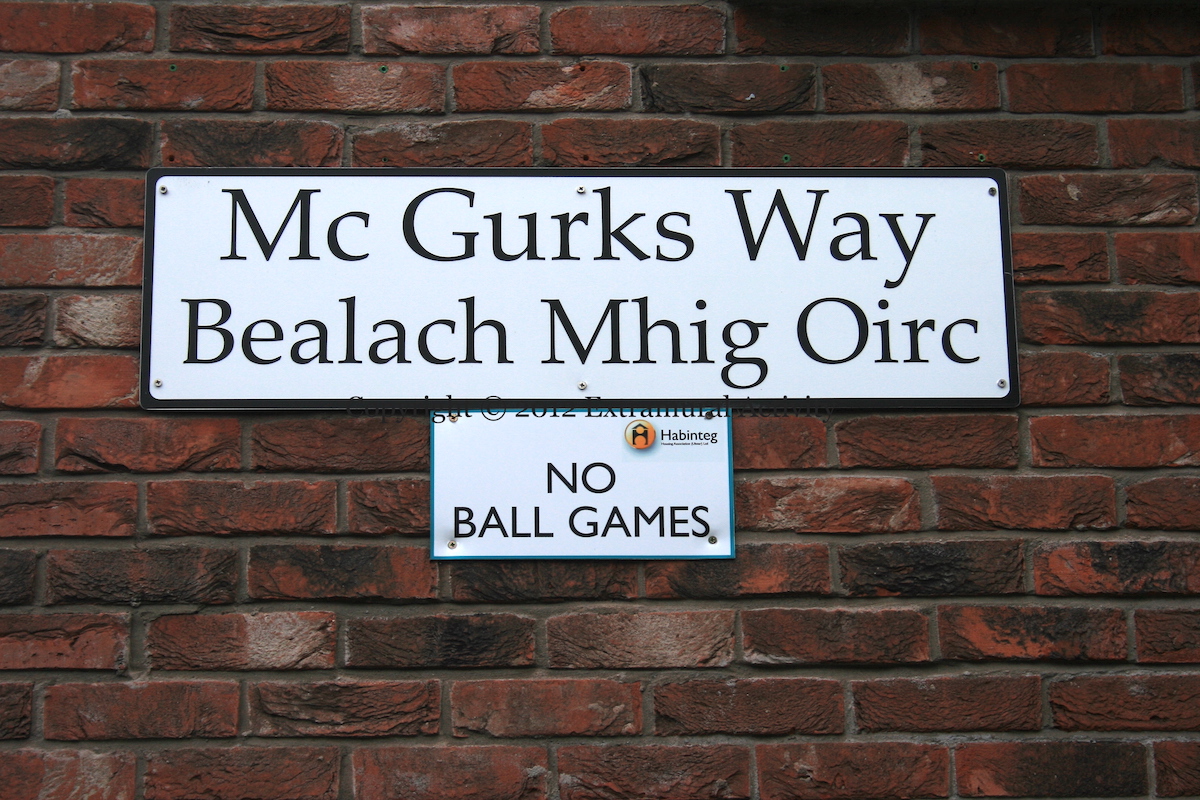 Mc Gurks Way
Bealach Mhig Oirc
Copyright © 2012 Extramural Activity
Habinteg
NO
BALL GAMES